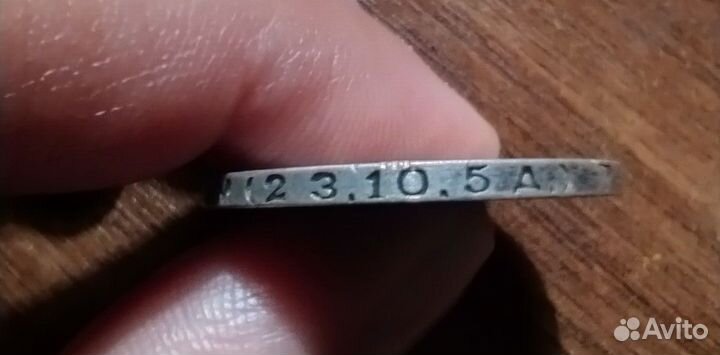 (2 3.10.5 Д.)
Avito